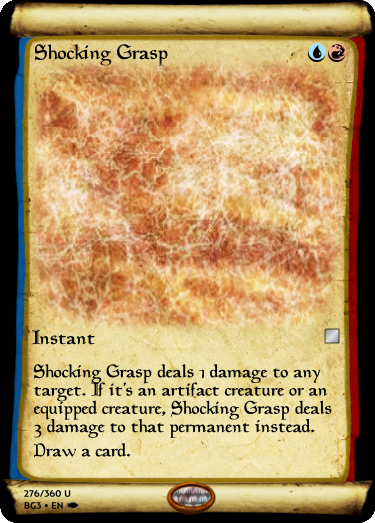 Shocking Grasp
Instant
Shocking Grasp deals 1 damage to any
target. If it's an artifact creature or an
equipped creature, Shocking Grasp deals
3 damage to that permanent instead.
Draw a card.
276/360 U
BG3 • EN